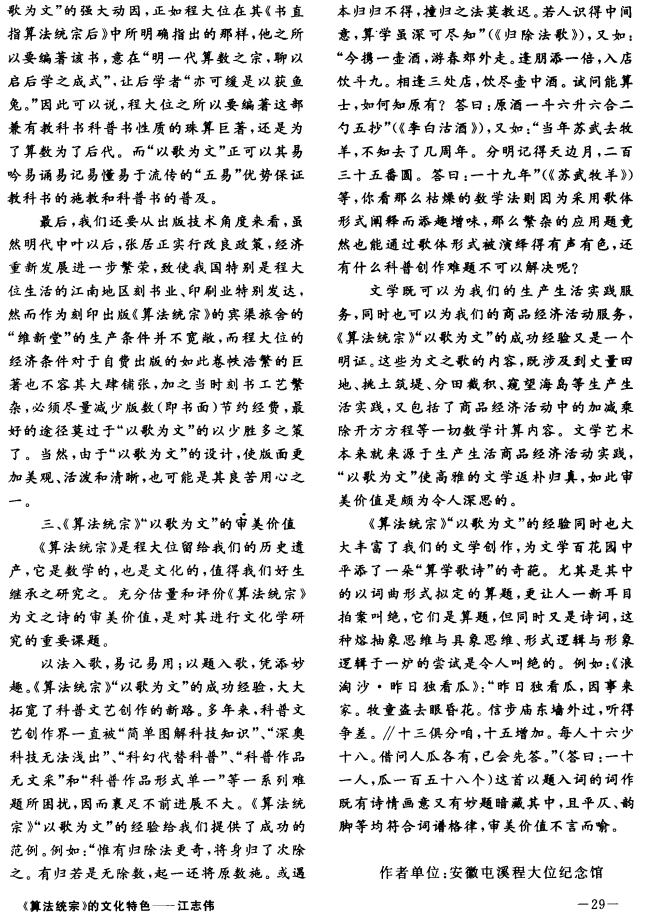 歌为文”的强大动因，正如程大位在其《书直
指算法统宗后》中所明确指出的那样，他之所
以要编著该书，意在“明一代算数之宗，聊以
启后学之成式”，让后学者“亦可缓是以获鱼
兔。”因此可以说，程大位之所以要编著这部
兼有教科书科普书性质的珠算巨著，还是为
了算数为了后代。而“以歌为文”正可以其易
吟易诵易记易懂易于流传的“五易”优势保证
教科书的施教和科普书的普及。
最后，我们还要从出版技术角度来看，虽
然明代中叶以后，张居正实行改良政策，经济
重新发展进一步繁荣，致使我国特别是程大
位生活的江南地区刻书业、印刷业特别发达，
然而作为刻印出版《算法统宗》的宾渠旅舍的
“维新堂”的生产条件并不宽敞，而程大位的
经济条件对于自费出版的如此卷帙浩繁的巨
著也不容其大肆铺张，加之当时刻书工艺繁
杂，必须尽量减少版数(即书面)节约经费，最
好的途径莫过于“以歌为文”的以少胜多之策
了。当然，由于“以歌为文”的设计，使版面更
加美观、活泼和清晰，也可能是其良苦用心之
一。
三、《算法统宗》“以歌为文”的审美价值
《算法统宗》是程大位留给我们的历史遗
产，它是数学的，也是文化的，值得我们好生
继承之研究之。充分估量和评价《算法统宗》
为文之诗的审美价值，是对其进行文化学研
究的重要课题。
以法入歌，易记易用；以题入歌，凭添妙
趣。《算法统宗》“以歌为文”的成功经验，大大
拓宽了科普文艺创作的新路。多年来，科普文
艺创作界一直被“简单图解科技知识”、“深奥
科技无法浅出”、“科幻代替科普”、“科普作品
无文采”和“科普作品形式单一”等一系列难
题所困扰，因而裹足不前进展不大。《算法统
宗》“以歌为文”的经验给我们提供了成功的
范例。例如：“惟有归除法更奇，将身归了次除
之。有归若是无除数，起一还将原数施。或遇
本归归不得，撞归之法莫教迟。若人识得中间
意，算学虽深可尽知”(《归除法歌》)，又如：
“今携一壶酒，游春郊外走。逢朋添一倍，入店
饮斗九。相逢三处店，饮尽壶中酒。试问能算
士，如何知原有？答曰：原酒一斗六升六合二
勺五抄”(《李白沽酒》)，又如：“当年苏武去牧
羊，不知去了几周年。分明记得天边月，二百
三十五番圆。答曰：一十九年”(《苏武牧羊》)
等，你看那么枯燥的数学法则因为采用歌体
形式阐释而添趣增味，那么繁杂的应用题竟
然也能通过歌体形式被演绎得有声有色，还
有什么科普创作难题不可以解决呢？
文学既可以为我们的生产生活实践服
务，同时也可以为我们的商品经济活动服务，
《算法统宗》“以歌为文”的成功经验又是一个
明证。这些为文之歌的内容，既涉及到丈量田
地、挑土筑堤、分田截积、窥望海岛等生产生
活实践，又包括了商品经济活动中的加减乘
除开方方程等一切数学计算内容。文学艺术
本来就来源于生产生活商品经济活动实践，
“以歌为文”使高雅的文学返朴归真，如此审
美价值是颇为令人深思的。
《算法统宗》“以歌为文”的经验同时也大
大丰富了我们的文学创作，为文学百花园中
平添了一朵“算学歌诗”的奇葩。尤其是其中
的以词曲形式拟定的算题，更让人一新耳目
拍案叫绝，它们是算题，但同时又是诗词，这
种熔抽象思维与具象思维、形式逻辑与形象
逻辑于一炉的尝试是令人叫绝的。例如：《浪
淘沙·昨日独看瓜》：“昨日独看瓜，因事来
家。牧童盗去眼昏花。信步庙东墙外过，听得
争差。∥十三俱分咱，十五增加。每人十六少
十八。借问人瓜各有，已会先答。”(答曰：一十
一人，瓜一百五十八个)这首以题入词的词作
既有诗情画意又有妙题暗藏其中，且平仄、韵
脚等均符合词谱格律，审美价值不言而喻。
作者单位：安徽屯溪程大位纪念馆
《算法统宗》的文化特色——江志伟
—29—